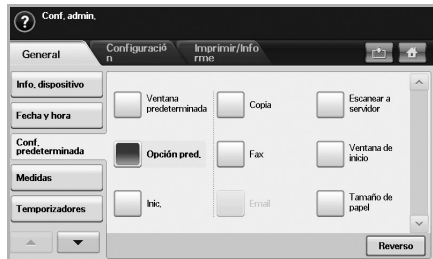 ? Conf. admin.
General
Configuració
n
Imprimir/Info
rme
Info. dispositivo
Fecha y hora
Conf.
predeterminada
Medidas
Temporizadores
Ventana
predeterminada
Copia
Escanear a
servidor
Opción pred.
Fax
Ventana de
inicio
Inic.
Email
Tamaño de
papel
Reverso